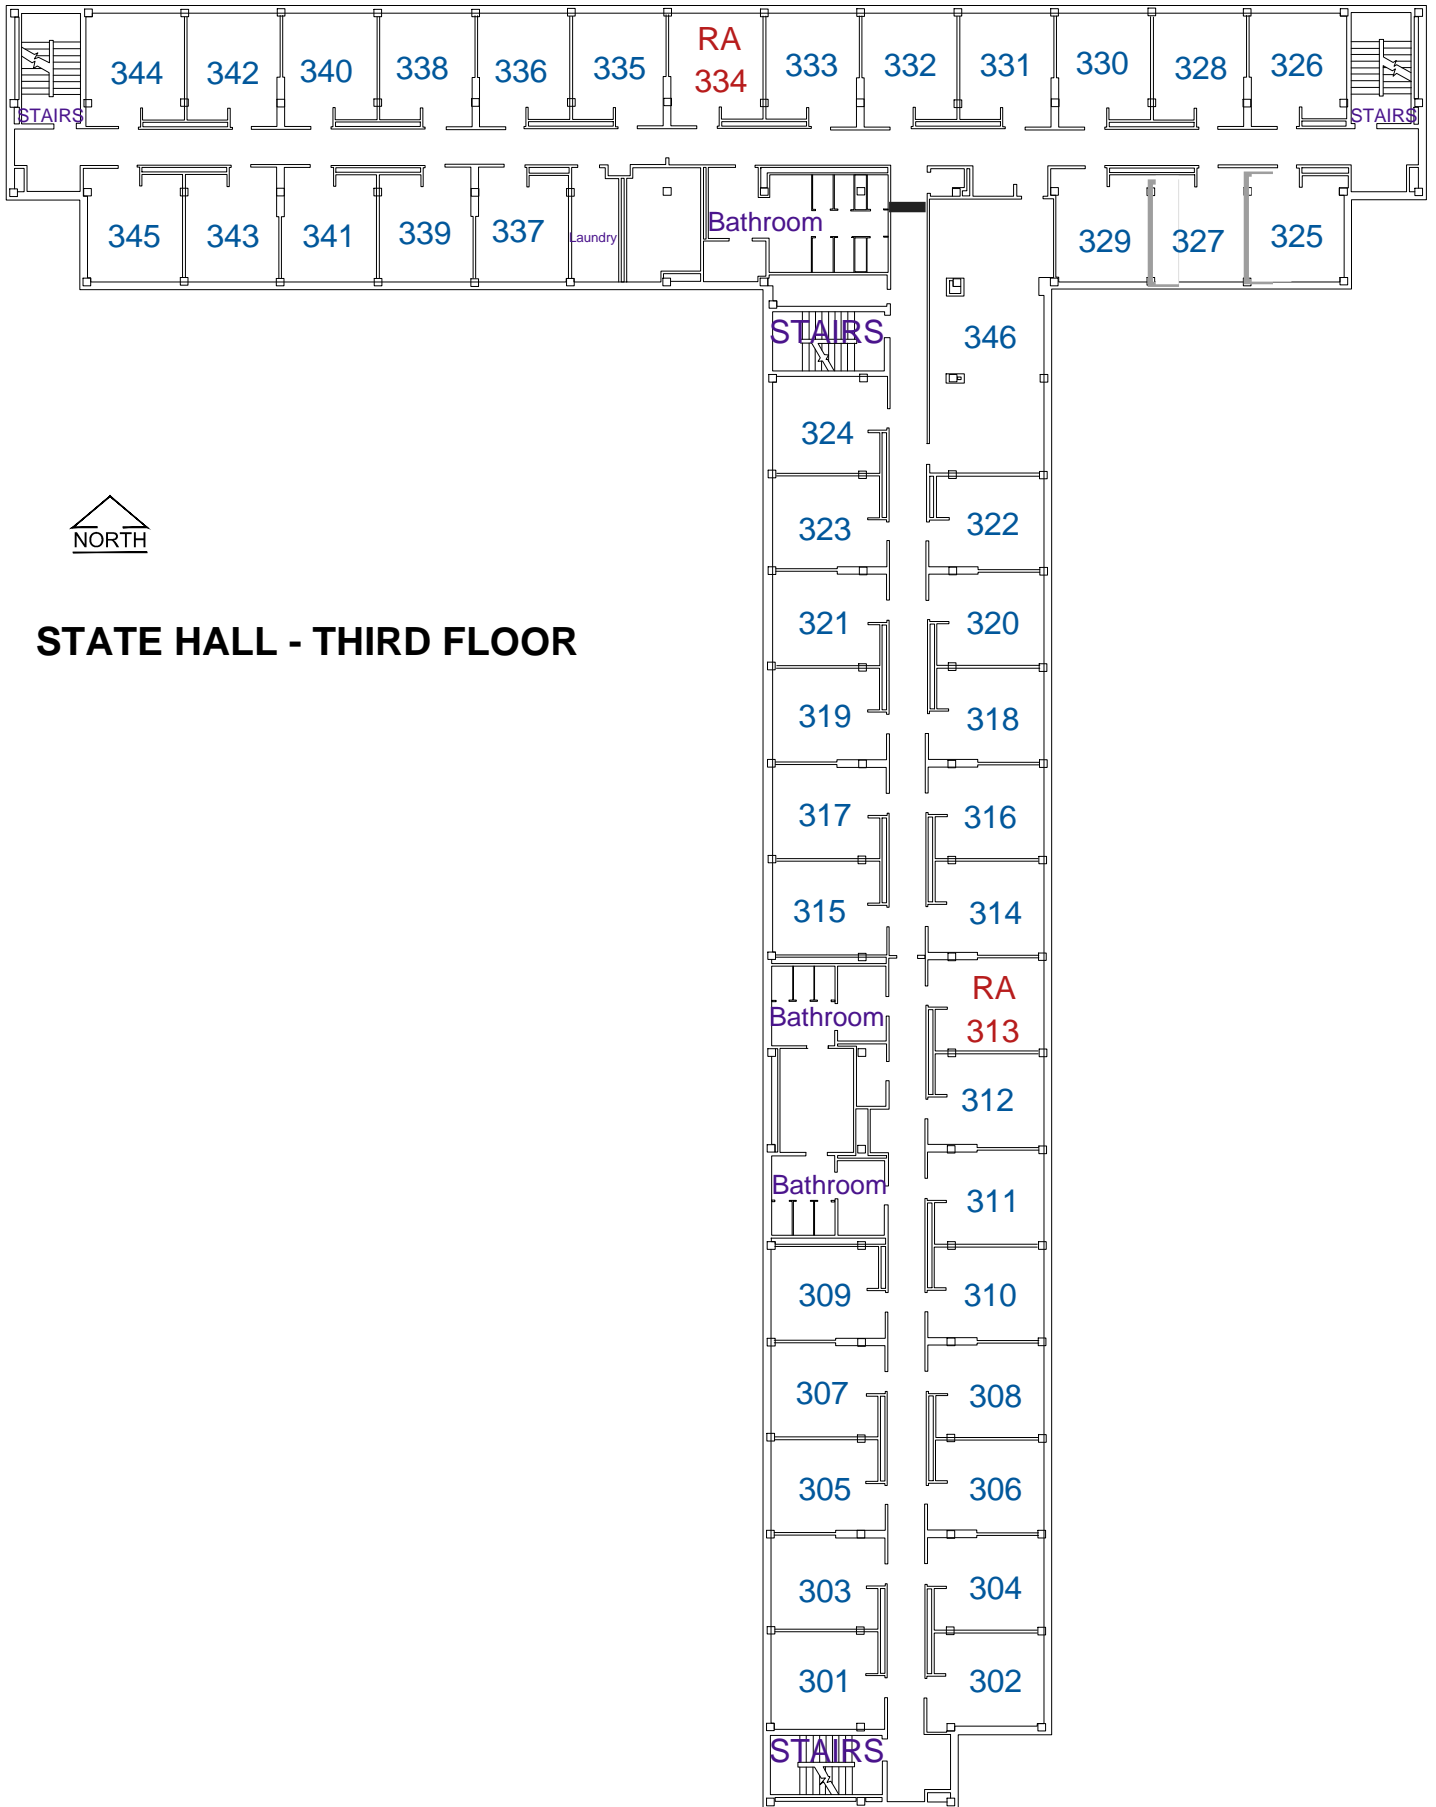 RA
344 342 340 338 336 335 334 333 332 331 330 328 326
STAIRS STAIRS
345 343 341 339 337 Laundry Bathroom 329 327 325
STAIRS 346
324
323 322
NORTH
321 320
STATE HALL - THIRD FLOOR
319 318
317 316
315 314
RA
Bathroom 313
312
Bathroom 311
309 310
307 308
305 306
303 304
301 302
STAIRS